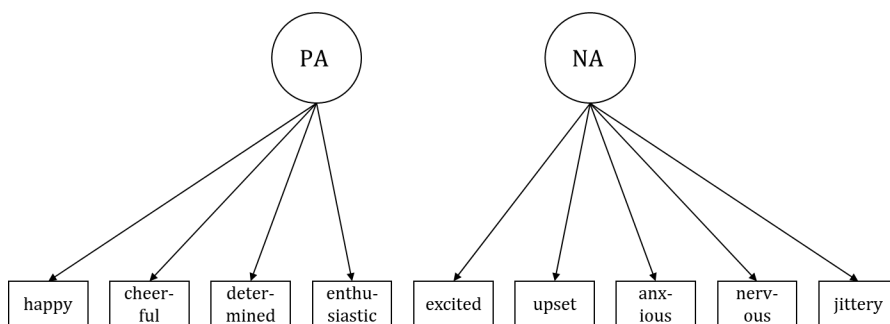 PA
NA
happy
cheer-
ful
deter-
mined
enthu-
siastic
excited
upset
anx-
ious
nerv-
ous
jittery